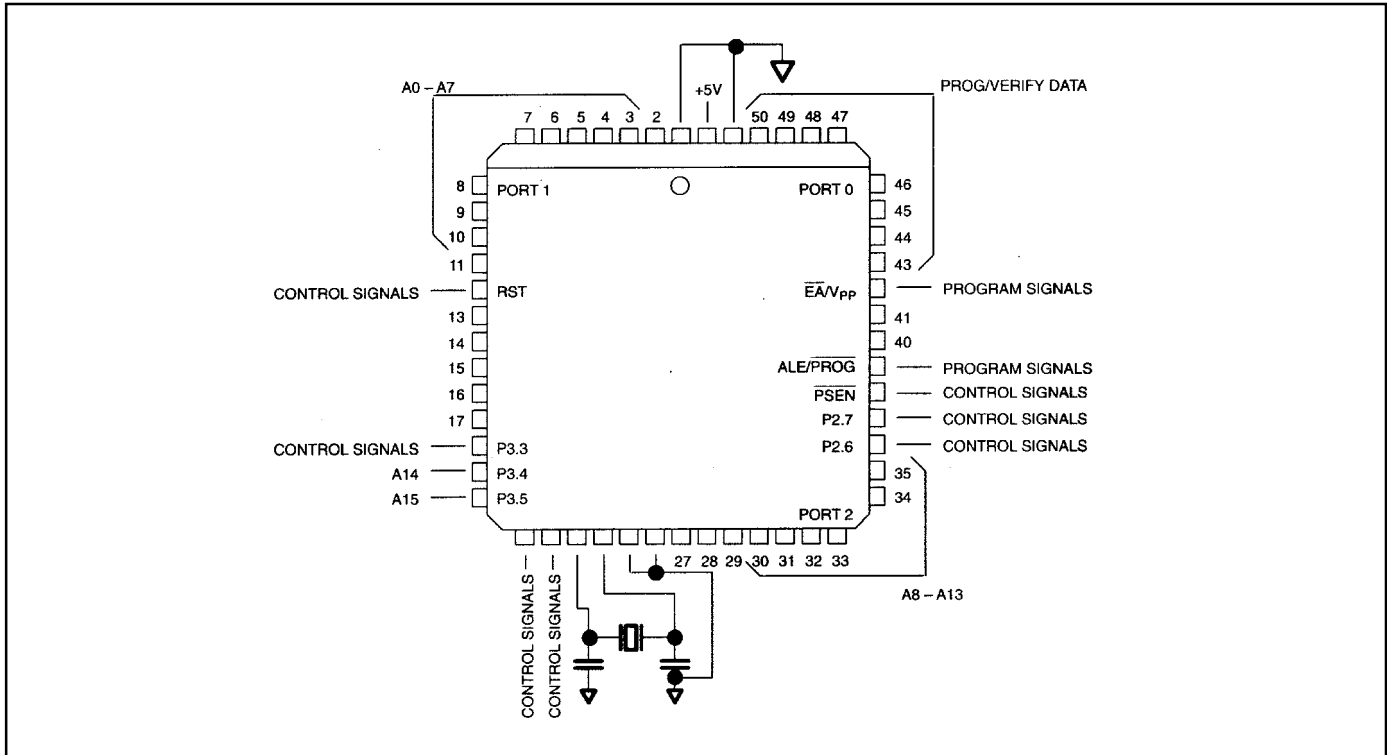 A0 – A7
+5V
PROG/VERIFY DATA
7 6 5 4 3 2 50 49 48 47
8 PORT 1 PORT 0 46
9 45
10 44
11 43
CONTROL SIGNALS RST E̅A̅/VPP PROGRAM SIGNALS
13 41
14 40
15 ALE/P̅R̅O̅G̅ PROGRAM SIGNALS
16 P̅S̅E̅N̅ CONTROL SIGNALS
17 P2.7 CONTROL SIGNALS
CONTROL SIGNALS P3.3 P2.6 CONTROL SIGNALS
A14 P3.4 35
A15 P3.5 34
PORT 2
27 28 29 30 31 32 33
A8 – A13
CONTROL SIGNALS
CONTROL SIGNALS